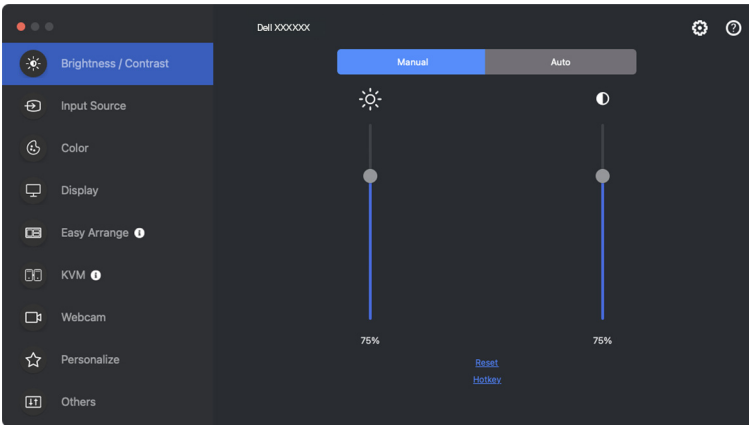 Dell XXXXXX
Brightness / Contrast
Input Source
Color
Display
Easy Arrange
KVM
Webcam
Personalize
Others
Manual
Auto
75%
75%
Reset
Hotkey